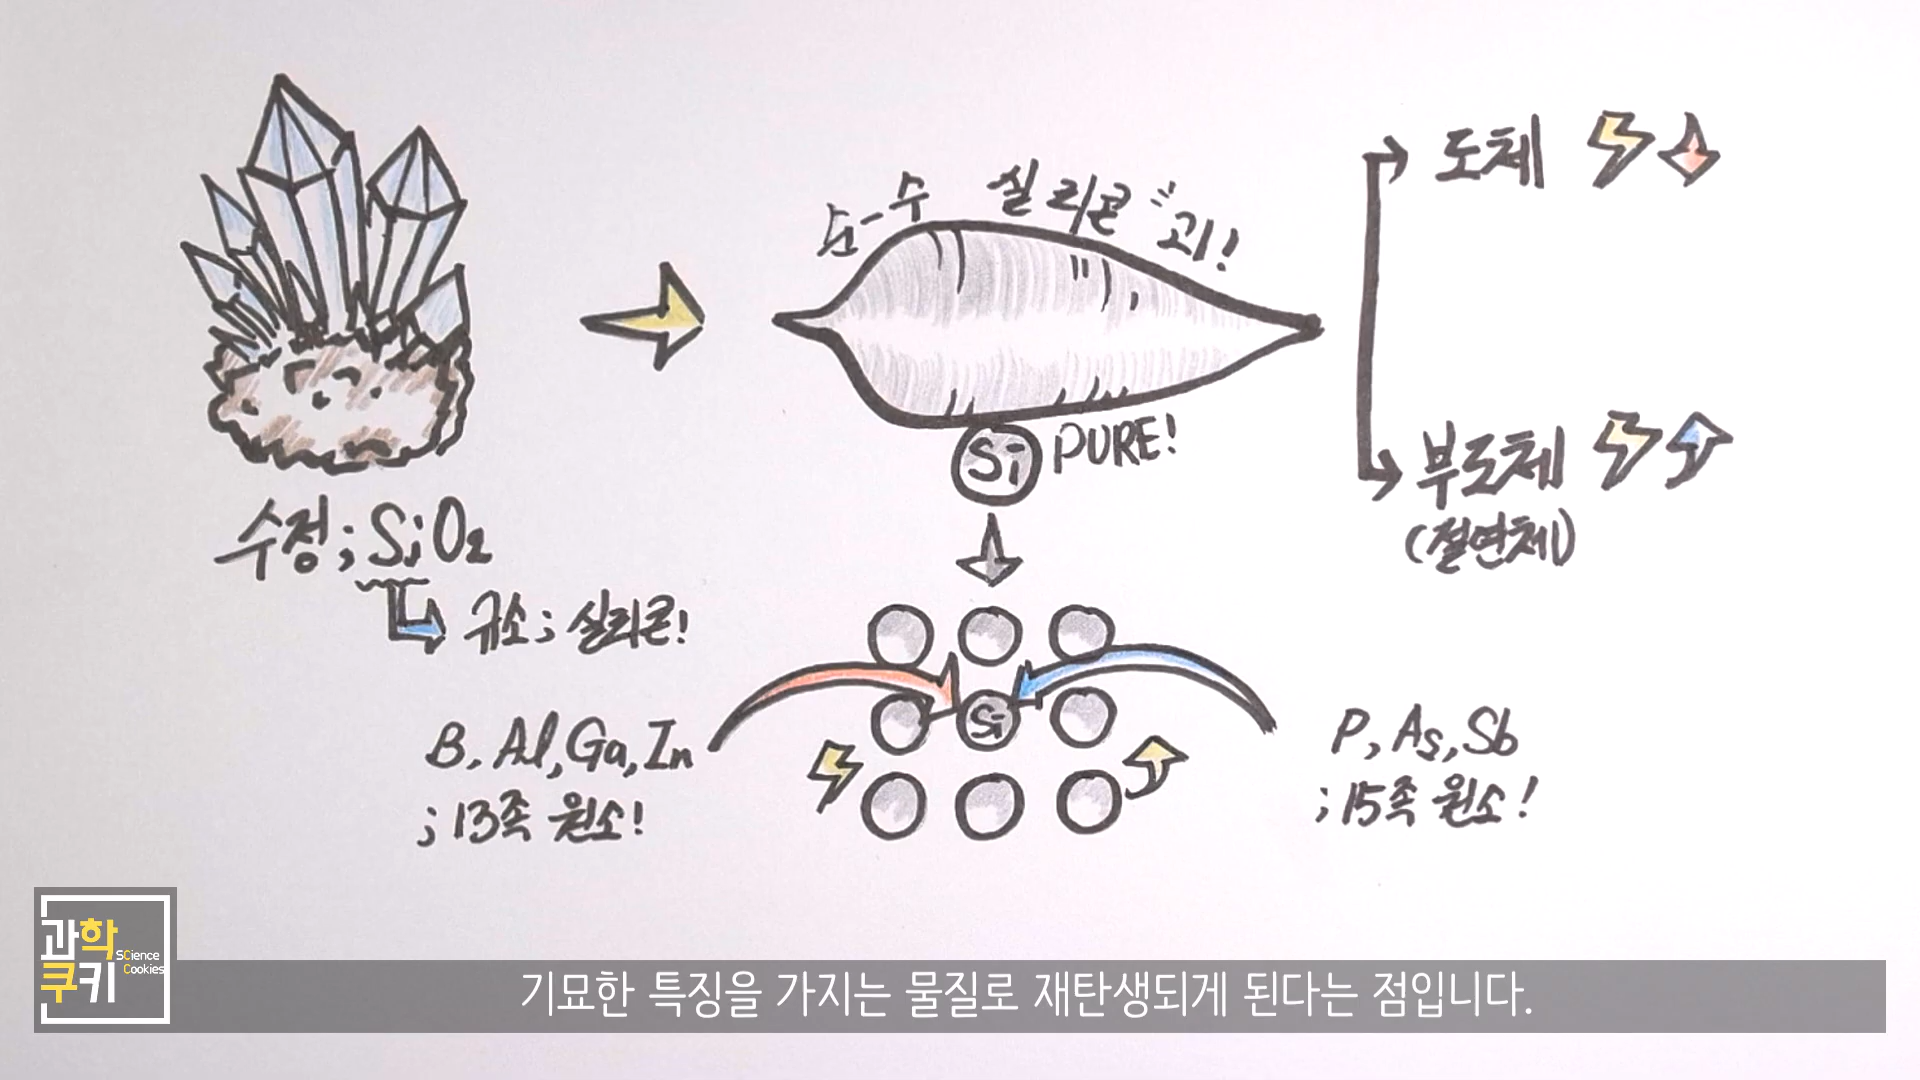 도체
순-수 실리콘 "괴!
Si PURE!
부도체
(절연체)
수정; SiO2
규소; 실리콘!
Si
B, Al, Ga, In
; 13족 원소!
P, As, Sb
; 15족 원소!
과학
쿠키
Science
Cookies
기묘한 특징을 가지는 물질로 재탄생되게 된다는 점입니다.